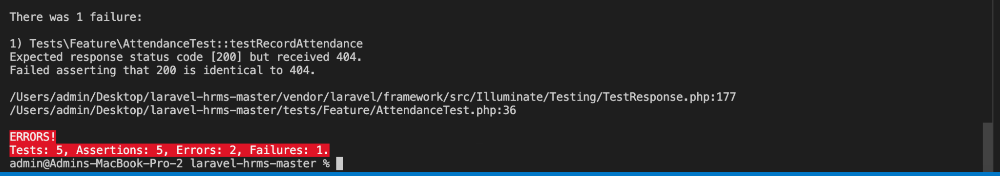 There was 1 failure:
1) Tests\Feature\AttendanceTest::testRecordAttendance
Expected response status code [200] but received 404.
Failed asserting that 200 is identical to 404.
/Users/admin/Desktop/laravel-hrms-master/vendor/laravel/framework/src/Illuminate/Testing/TestResponse.php:177
/Users/admin/Desktop/laravel-hrms-master/tests/Feature/AttendanceTest.php:36
ERRORS!
Tests: 5, Assertions: 5, Errors: 2, Failures: 1.
admin@Admins-MacBook-Pro-2 laravel-hrms-master %